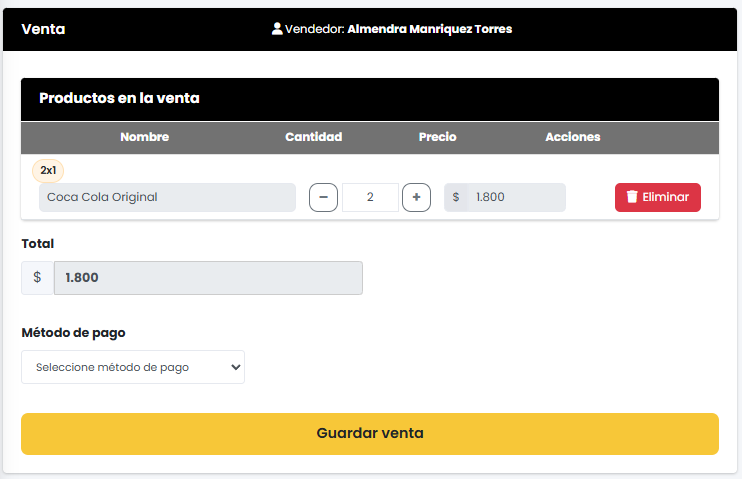 Venta
Vendedor: Almendra Manriquez Torres
Productos en la venta
Nombre Cantidad Precio Acciones
2x1
Coca Cola Original − 2 + $ 1.800 Eliminar
Total
$ 1.800
Método de pago
Seleccione método de pago
Guardar venta